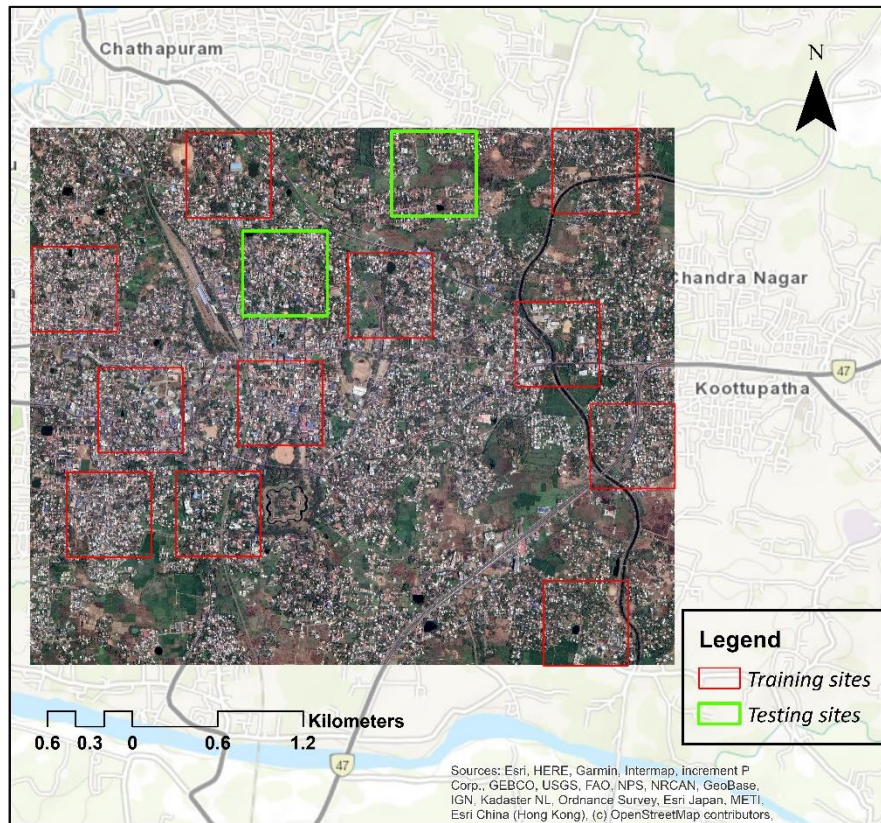 Chathapuram
N
Chandra Nagar
47
Koottupatha
Legend
Training sites
Testing sites
Kilometers
0.6 0.3 0 0.6 1.2
47
Sources: Esri, HERE, Garmin, Intermap, increment P
Corp., GEBCO, USGS, FAO, NPS, NRCAN, GeoBase,
IGN, Kadaster NL, Ordnance Survey, Esri Japan, METI,
Esri China (Hong Kong), (c) OpenStreetMap contributors,